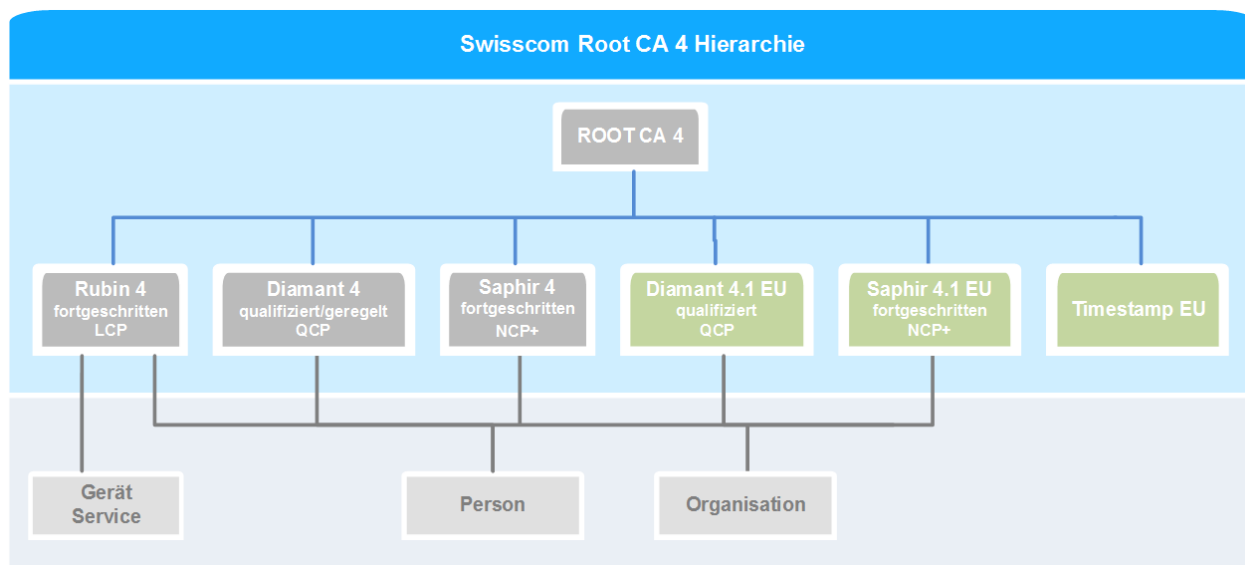 Swisscom Root CA 4 Hierarchie
ROOT CA 4
Rubin 4
fortgeschritten
LCP
Diamant 4
qualifiziert/geregelt
QCP
Saphir 4
fortgeschritten
NCP+
Diamant 4.1 EU
qualifiziert
QCP
Saphir 4.1 EU
fortgeschritten
NCP+
Timestamp EU
Gerät
Service
Person
Organisation